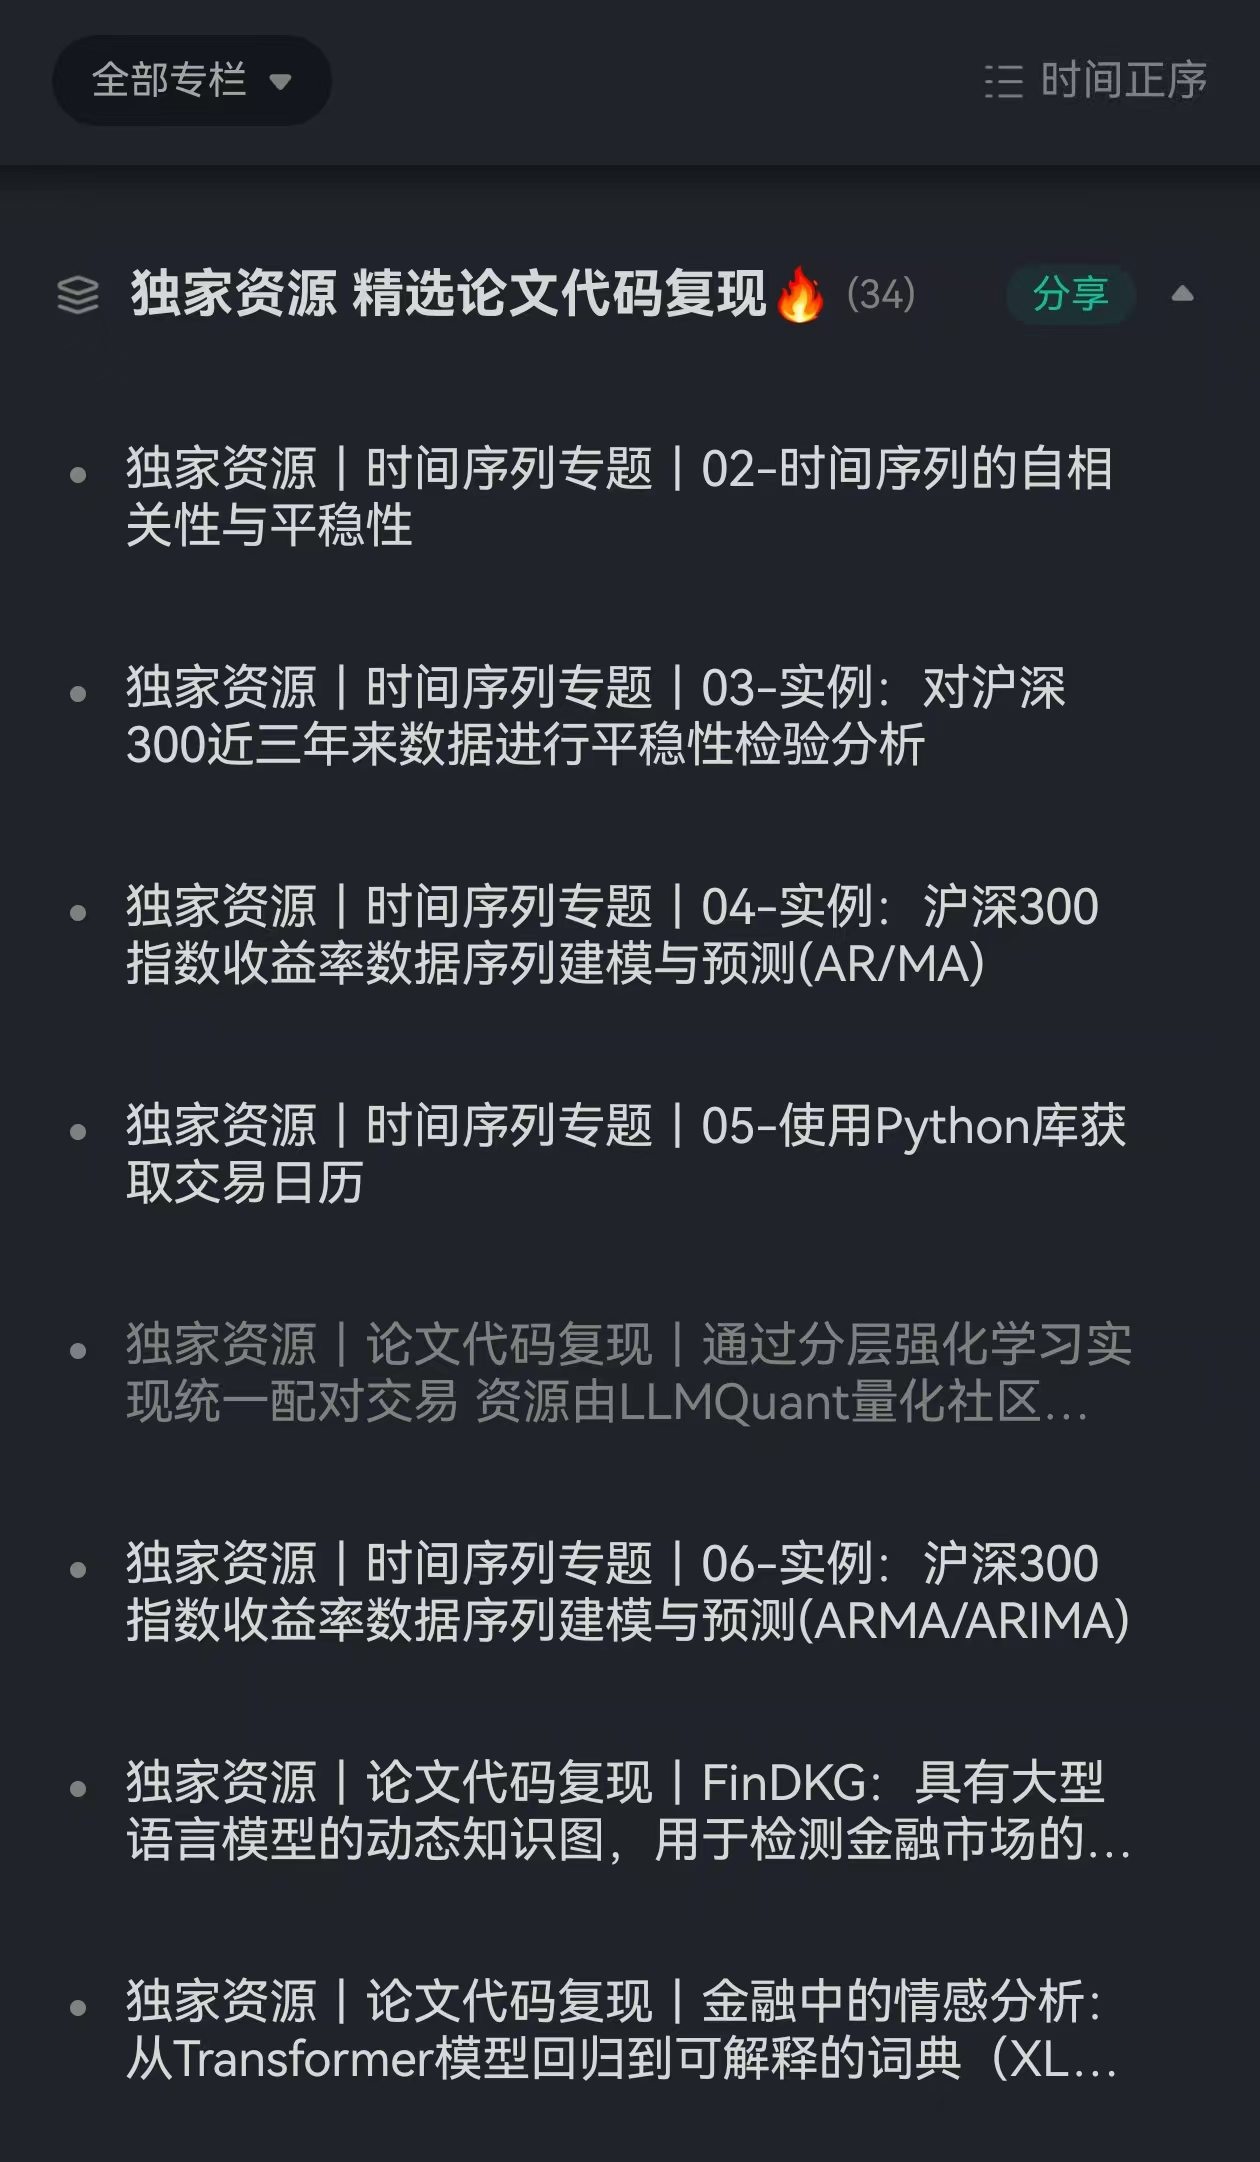 全部专栏
时间正序
独家资源 精选论文代码复现🔥 (34)
分享
独家资源｜时间序列专题｜02-时间序列的自相
关性与平稳性
独家资源｜时间序列专题｜03-实例：对沪深
300近三年来数据进行平稳性检验分析
独家资源｜时间序列专题｜04-实例：沪深300
指数收益率数据序列建模与预测(AR/MA)
独家资源｜时间序列专题｜05-使用Python库获
取交易日历
独家资源｜论文代码复现｜通过分层强化学习实
现统一配对交易 资源由LLMQuant量化社区...
独家资源｜时间序列专题｜06-实例：沪深300
指数收益率数据序列建模与预测(ARMA/ARIMA)
独家资源｜论文代码复现｜FinDKG：具有大型
语言模型的动态知识图，用于检测金融市场的...
独家资源｜论文代码复现｜金融中的情感分析：
从Transformer模型回归到可解释的词典（XL...